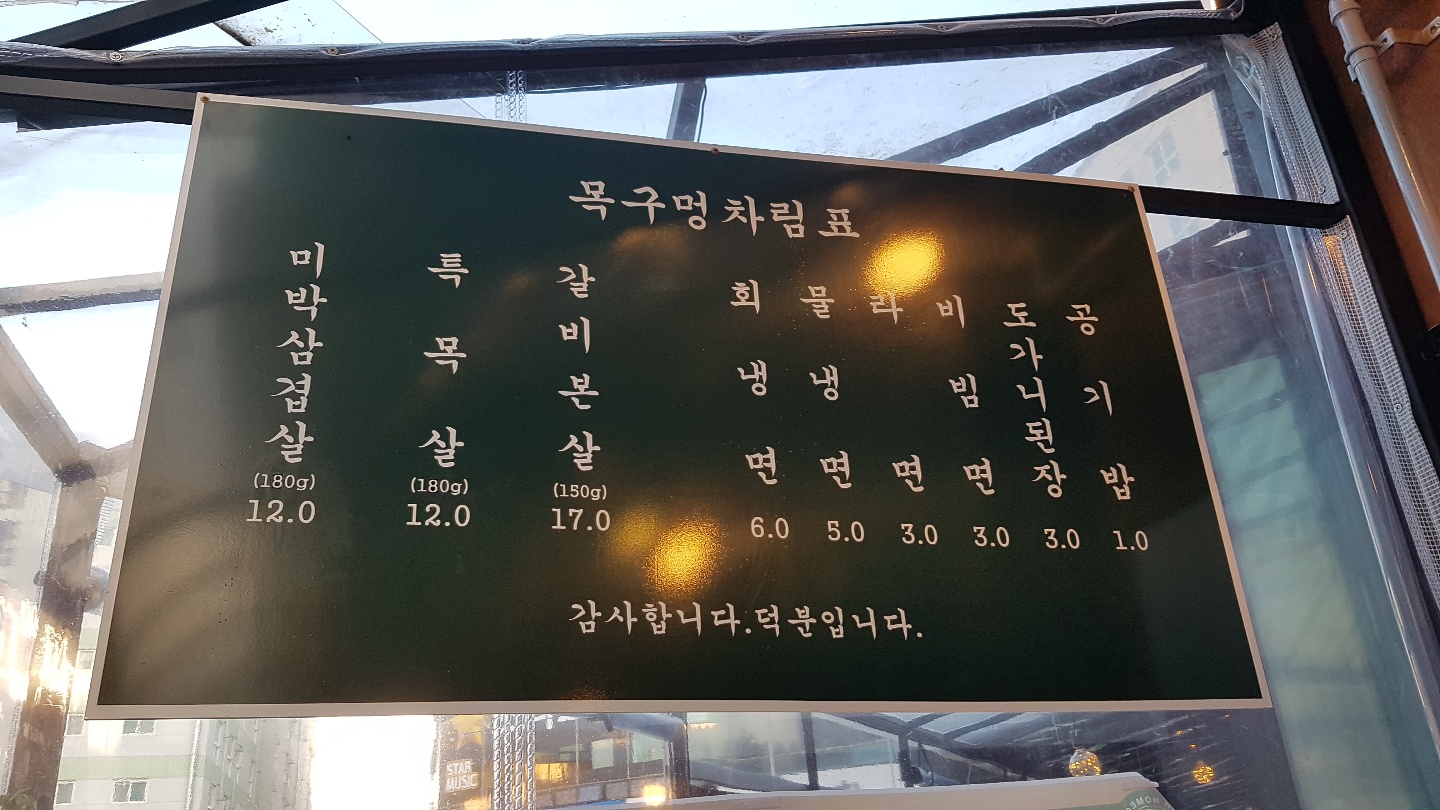 목구멍차림표
미박삼겹살
(180g)
12.0
특목살
(180g)
12.0
갈비본살
(150g)
17.0
회냉면
6.0
물냉면
5.0
라면
3.0
비빔면
3.0
도가니된장
3.0
공기밥
1.0
감사합니다.덕분입니다.
STAR
MUZIC
HOME